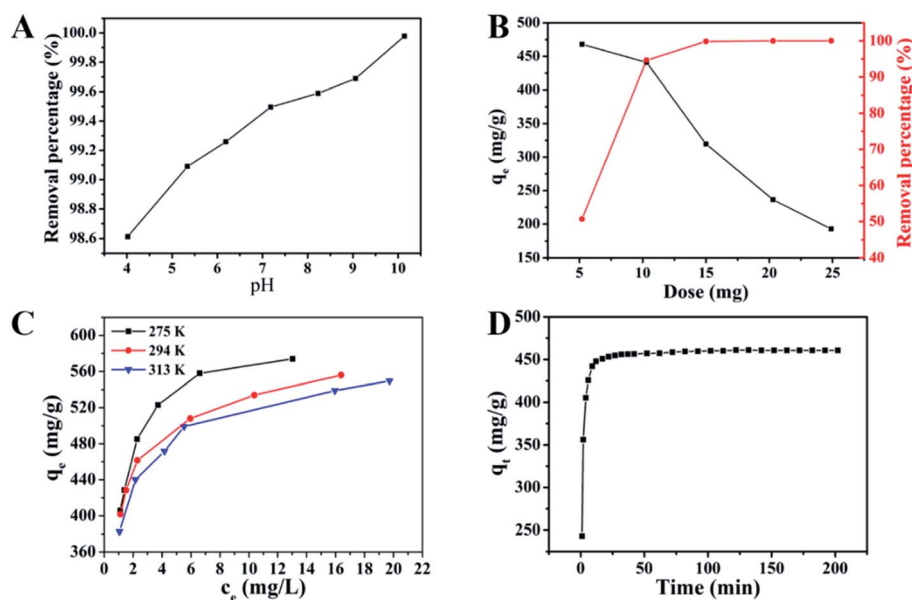 A
Removal percentage (%)
100.0
99.8
99.6
99.4
99.2
99.0
98.8
98.6
4 5 6 7 8 9 10
pH
B
qe (mg/g)
500
450
400
350
300
250
200
150
5 10 15 20 25
Dose (mg)
100
90
80
70
60
50
40
Removal percentage (%)
C
275 K
294 K
313 K
qe (mg/g)
600
560
520
480
440
400
360
0 2 4 6 8 10 12 14 16 18 20 22
ce (mg/L)
D
qt (mg/g)
500
450
400
350
300
250
0 50 100 150 200
Time (min)